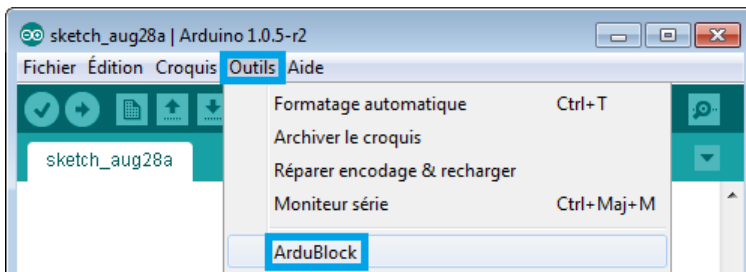 sketch_aug28a | Arduino 1.0.5-r2
Fichier Édition Croquis Outils Aide
Formatage automatique Ctrl+T
Archiver le croquis
sketch_aug28a
Réparer encodage & recharger
Moniteur série Ctrl+Maj+M
ArduBlock